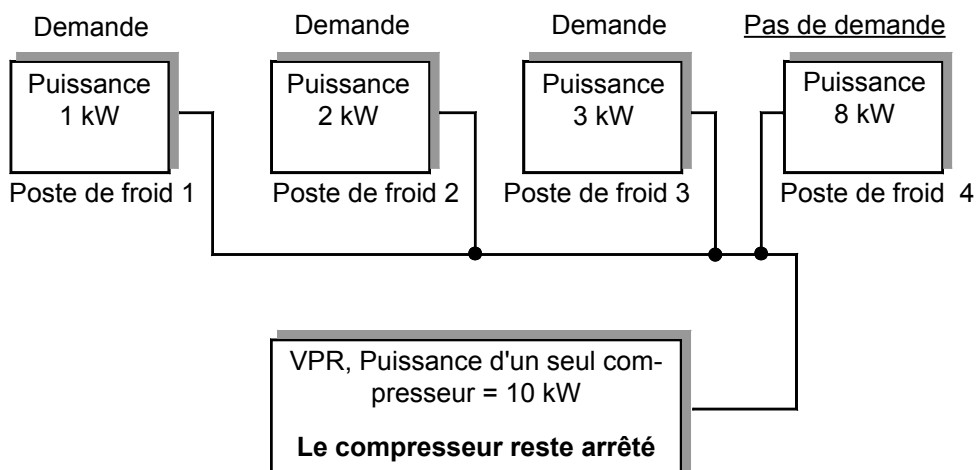 Demande
Demande
Demande
Pas de demande
Puissance
1 kW
Puissance
2 kW
Puissance
3 kW
Puissance
8 kW
Poste de froid 1
Poste de froid 2
Poste de froid 3
Poste de froid 4
VPR, Puissance d'un seul com-
presseur = 10 kW
Le compresseur reste arrêté